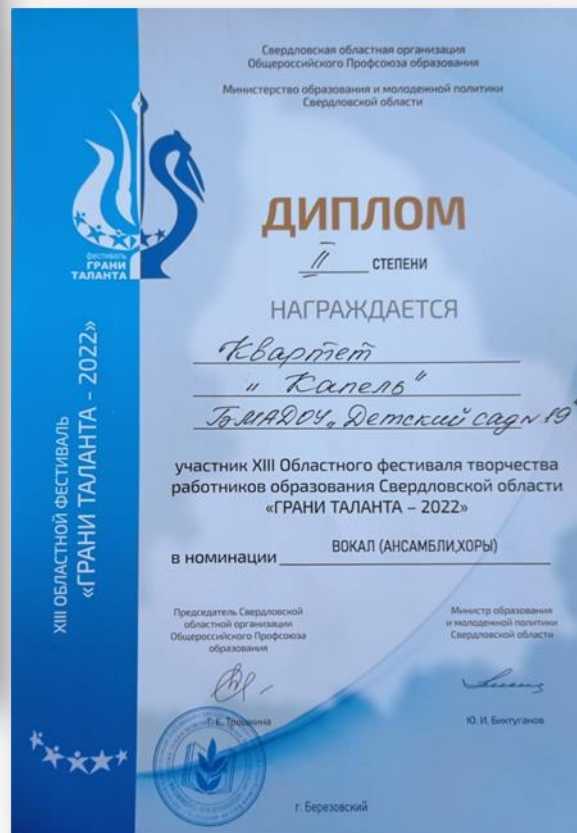 Свердловская областная организация
Общероссийского Профсоюза образования
Министерство образования и молодежной политики
Свердловской области
фестиваль
ГРАНИ
ТАЛАНТА
ДИПЛОМ
II СТЕПЕНИ
НАГРАЖДАЕТСЯ
Квартет
"Капель"
БМАДОУ "Детский сад № 19"
участник XIII Областного фестиваля творчества
работников образования Свердловской области
«ГРАНИ ТАЛАНТА – 2022»
в номинации ВОКАЛ (АНСАМБЛИ,ХОРЫ)
XIII ОБЛАСТНОЙ ФЕСТИВАЛЬ
«ГРАНИ ТАЛАНТА – 2022»
Председатель Свердловской
областной организации
Общероссийского Профсоюза
образования
Т. Е. Трошкина
Министр образования
и молодежной политики
Свердловской области
Ю. И. Биктуганов
г. Березовский